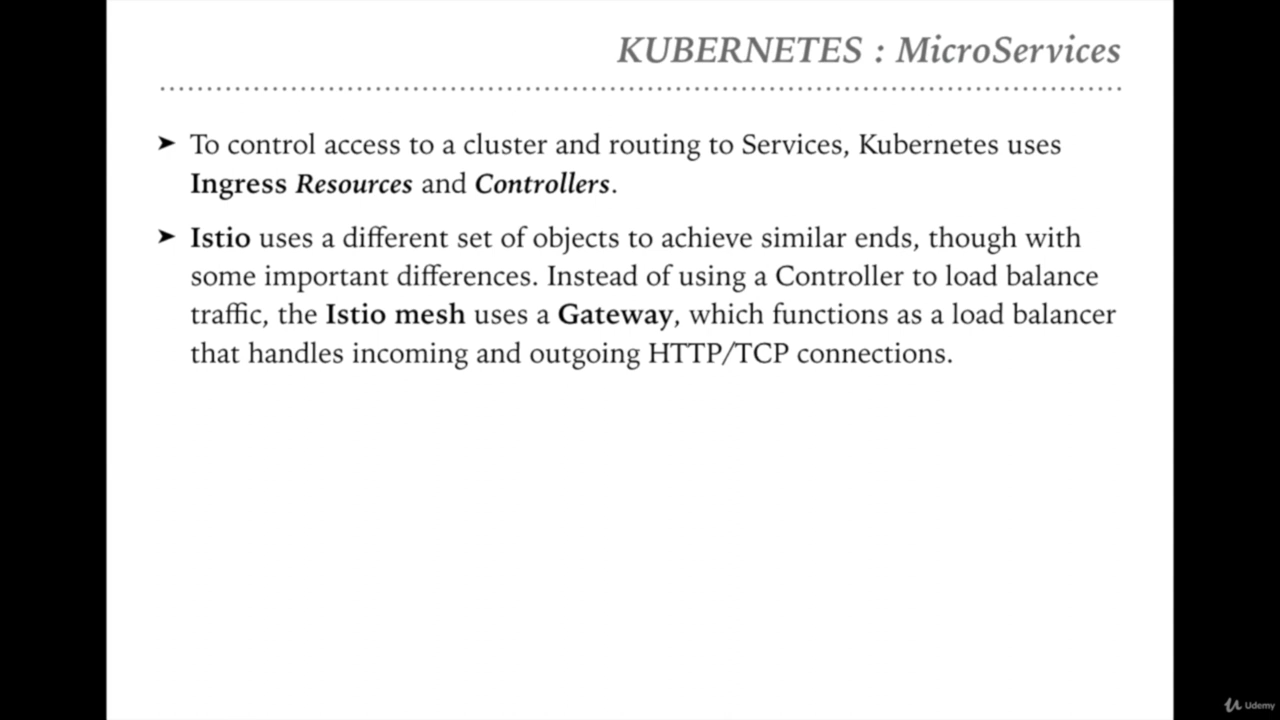 KUBERNETES : MicroServices
➤ To control access to a cluster and routing to Services, Kubernetes uses
Ingress Resources and Controllers.
➤ Istio uses a different set of objects to achieve similar ends, though with
some important differences. Instead of using a Controller to load balance
traffic, the Istio mesh uses a Gateway, which functions as a load balancer
that handles incoming and outgoing HTTP/TCP connections.
Udemy